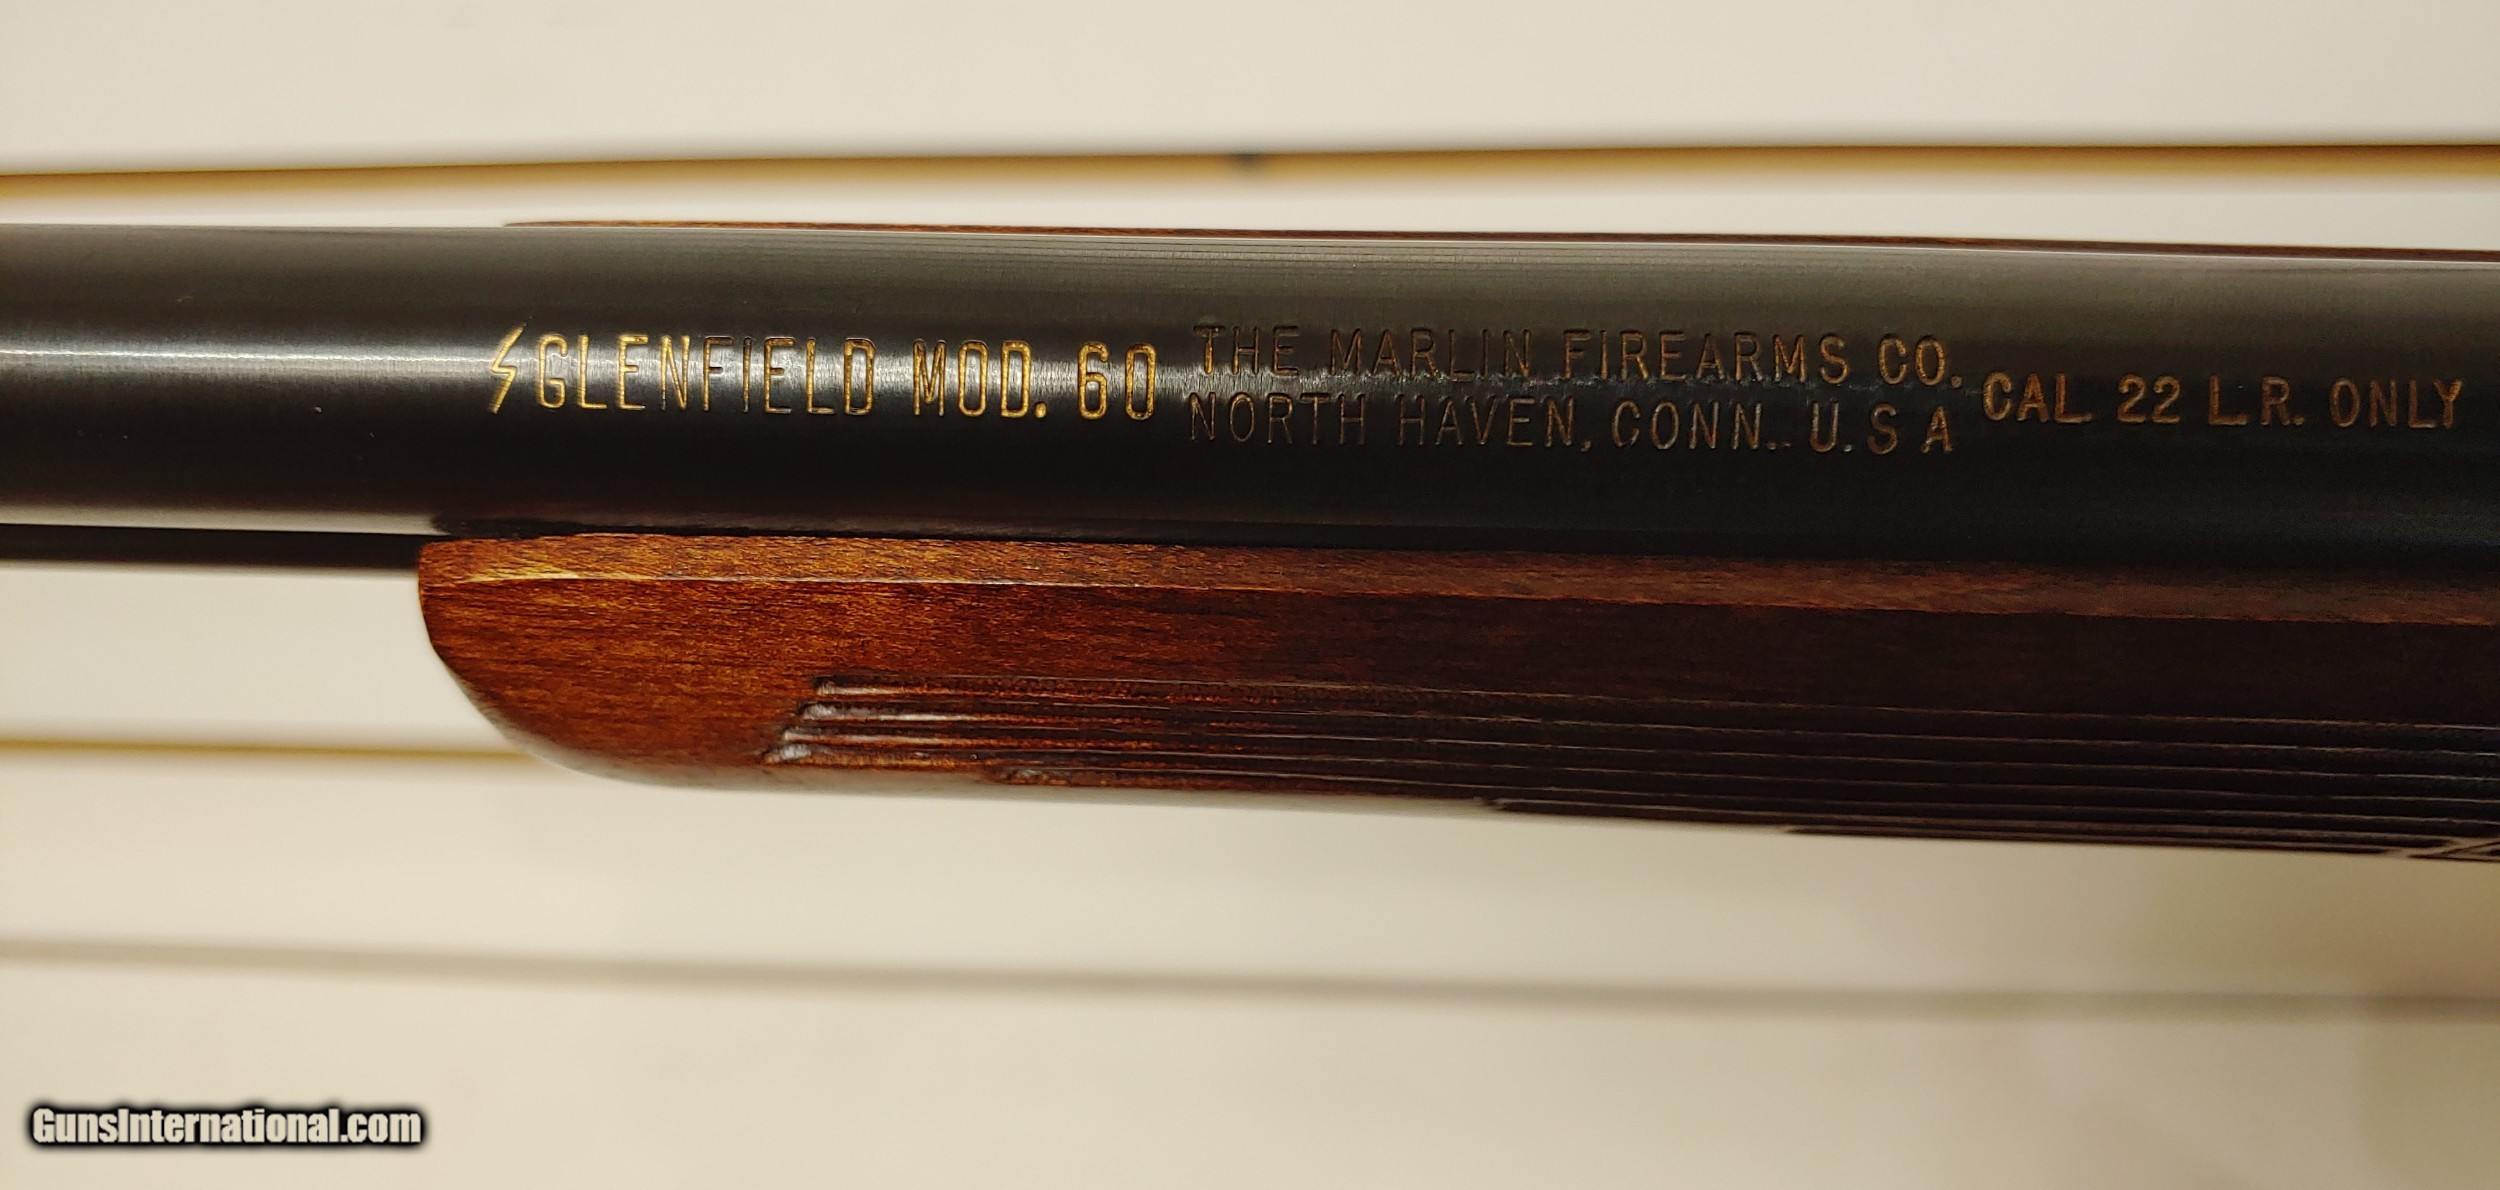 GLENFIELD MOD. 60
THE MARLIN FIREARMS CO.
NORTH HAVEN, CONN. U.S A
CAL 22 L.R. ONLY
GunsInternational.com